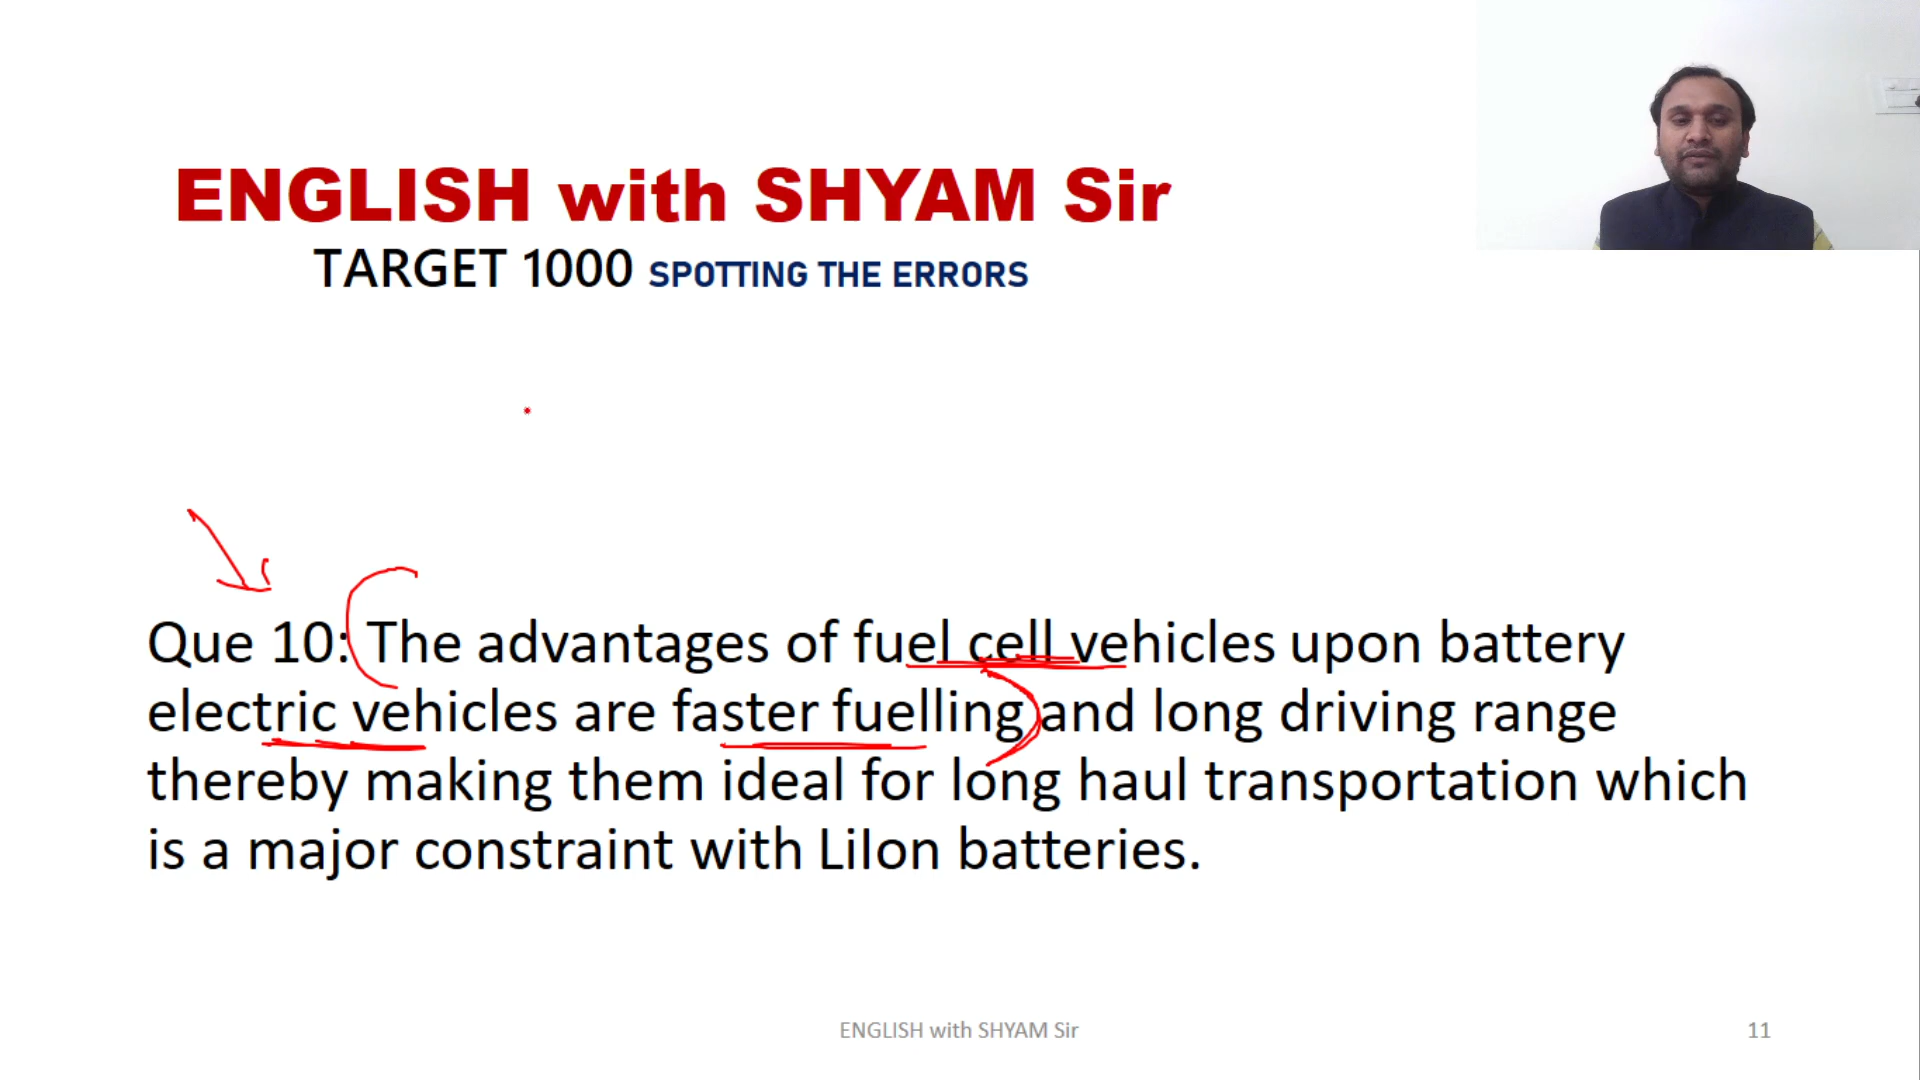 ENGLISH with SHYAM Sir
TARGET 1000 SPOTTING THE ERRORS
Que 10: The advantages of fuel cell vehicles upon battery
electric vehicles are faster fuelling and long driving range
thereby making them ideal for long haul transportation which
is a major constraint with LiIon batteries.
ENGLISH with SHYAM Sir
11